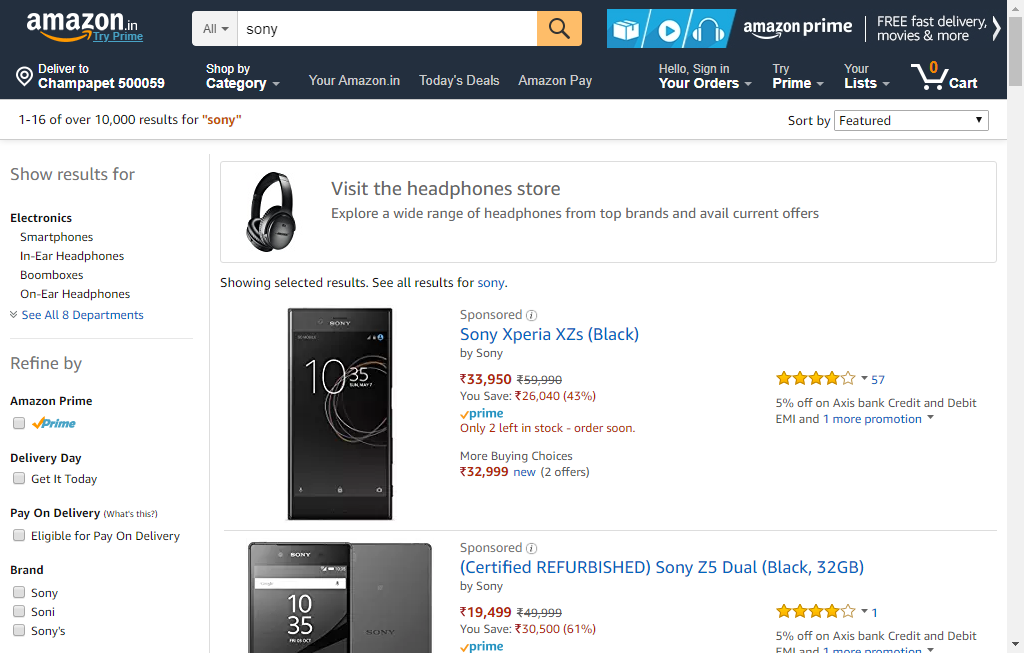 amazon.in
Try Prime
All
sony
amazon prime
FREE fast delivery, movies & more
Deliver to
Champapet 500059
Shop by
Category
Your Amazon.in
Today's Deals
Amazon Pay
Hello, Sign in
Your Orders
Try
Prime
Your
Lists
0
Cart
1-16 of over 10,000 results for "sony"
Sort by Featured
Show results for
Electronics
Smartphones
In-Ear Headphones
Boomboxes
On-Ear Headphones
See All 8 Departments
Refine by
Amazon Prime
Prime
Delivery Day
Get It Today
Pay On Delivery (What's this?)
Eligible for Pay On Delivery
Brand
Sony
Soni
Sony's
Visit the headphones store
Explore a wide range of headphones from top brands and avail current offers
Showing selected results. See all results for sony.
SONY
10 35
SUN, MAY 7
Sponsored
Sony Xperia XZs (Black)
by Sony
₹33,950 ₹59,990
You Save: ₹26,040 (43%)
prime
Only 2 left in stock - order soon.
More Buying Choices
₹32,999 new (2 offers)
57
5% off on Axis bank Credit and Debit
EMI and 1 more promotion
SONY
10
35
SONY
Sponsored
(Certified REFURBISHED) Sony Z5 Dual (Black, 32GB)
by Sony
₹19,499 ₹49,999
You Save: ₹30,500 (61%)
prime
1
5% off on Axis bank Credit and Debit
EMI and 1 more promotion